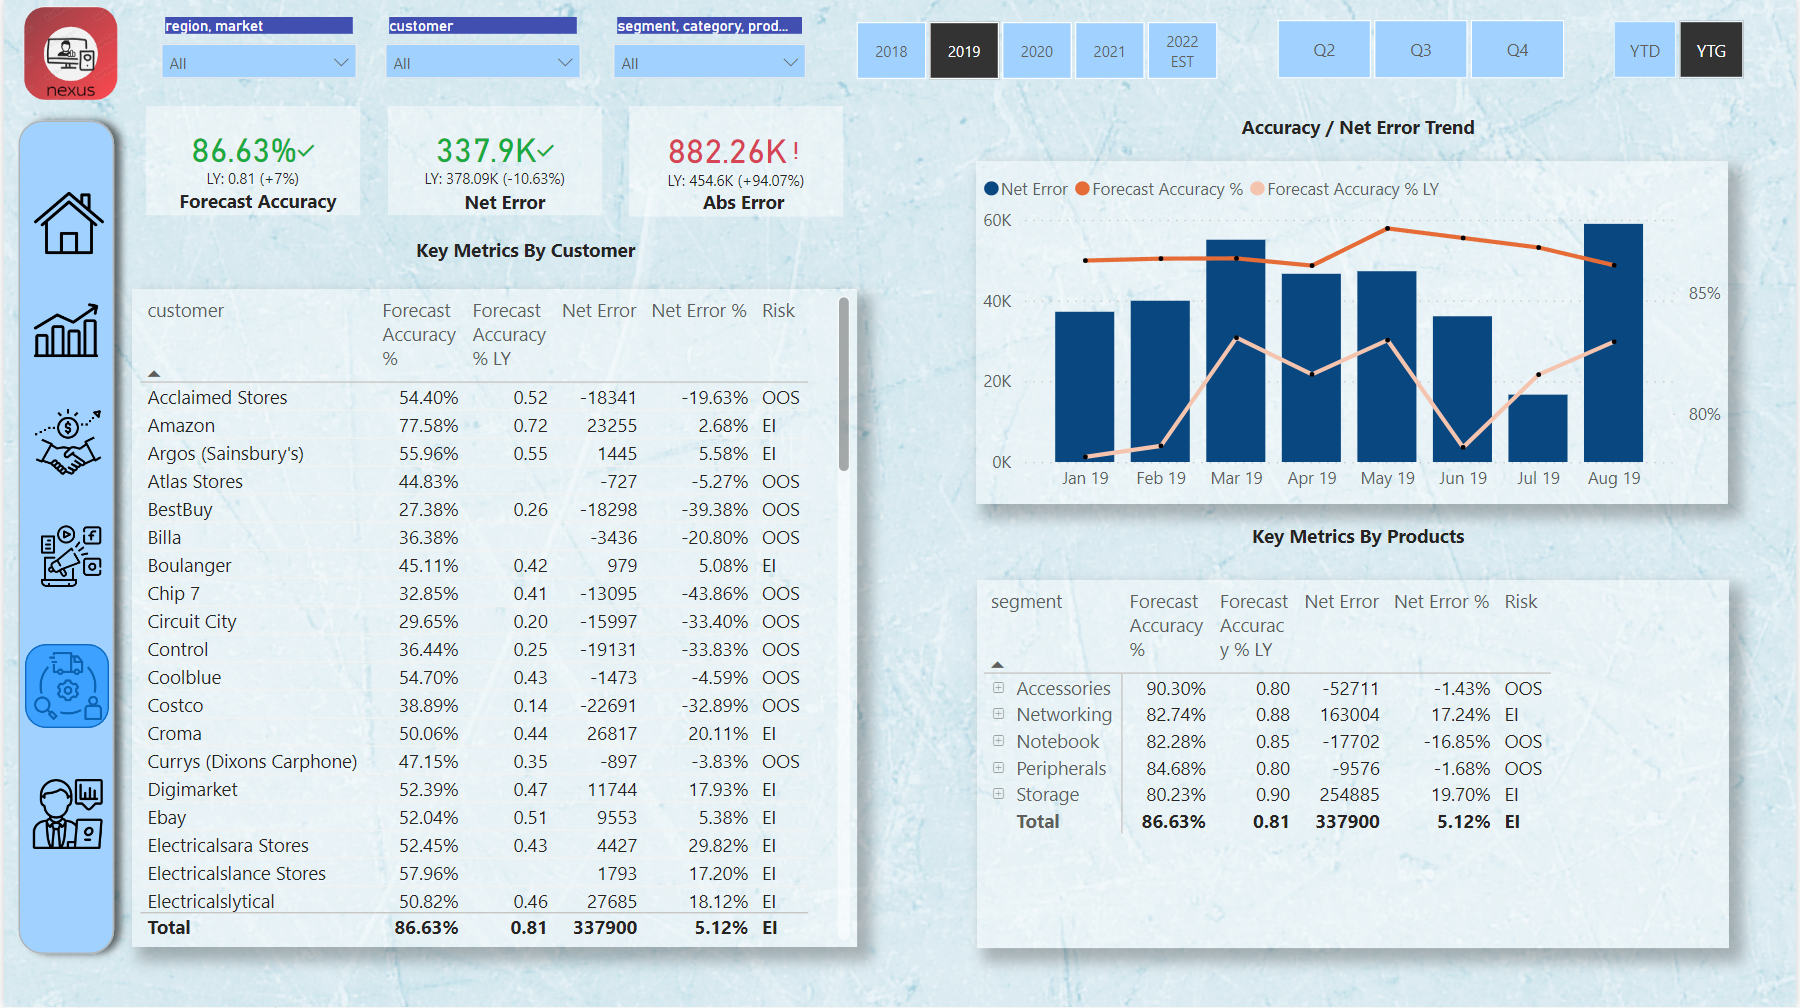 nexus
region, market
All
customer
All
segment, category, prod...
All
2018
2019
2020
2021
2022
EST
Q2
Q3
Q4
YTD
YTG
86.63%
LY: 0.81 (+7%)
Forecast Accuracy
337.9K
LY: 378.09K (-10.63%)
Net Error
882.26K!
LY: 454.6K (+94.07%)
Abs Error
Key Metrics By Customer
customer Forecast Accuracy % Forecast Accuracy % LY Net Error Net Error % Risk
Acclaimed Stores 54.40% 0.52 -18341 -19.63% OOS
Amazon 77.58% 0.72 23255 2.68% EI
Argos (Sainsbury's) 55.96% 0.55 1445 5.58% EI
Atlas Stores 44.83% -727 -5.27% OOS
BestBuy 27.38% 0.26 -18298 -39.38% OOS
Billa 36.38% -3436 -20.80% OOS
Boulanger 45.11% 0.42 979 5.08% EI
Chip 7 32.85% 0.41 -13095 -43.86% OOS
Circuit City 29.65% 0.20 -15997 -33.40% OOS
Control 36.44% 0.25 -19131 -33.83% OOS
Coolblue 54.70% 0.43 -1473 -4.59% OOS
Costco 38.89% 0.14 -22691 -32.89% OOS
Croma 50.06% 0.44 26817 20.11% EI
Currys (Dixons Carphone) 47.15% 0.35 -897 -3.83% OOS
Digimarket 52.39% 0.47 11744 17.93% EI
Ebay 52.04% 0.51 9553 5.38% EI
Electricalsara Stores 52.45% 0.43 4427 29.82% EI
Electricalslance Stores 57.96% 1793 17.20% EI
Electricalslytical 50.82% 0.46 27685 18.12% EI
Total 86.63% 0.81 337900 5.12% EI
Accuracy / Net Error Trend
Net Error Forecast Accuracy % Forecast Accuracy % LY
60K
40K
20K
0K
85%
80%
Jan 19 Feb 19 Mar 19 Apr 19 May 19 Jun 19 Jul 19 Aug 19
Key Metrics By Products
segment Forecast Accuracy % Forecast Accurac y % LY Net Error Net Error % Risk
Accessories 90.30% 0.80 -52711 -1.43% OOS
Networking 82.74% 0.88 163004 17.24% EI
Notebook 82.28% 0.85 -17702 -16.85% OOS
Peripherals 84.68% 0.80 -9576 -1.68% OOS
Storage 80.23% 0.90 254885 19.70% EI
Total 86.63% 0.81 337900 5.12% EI